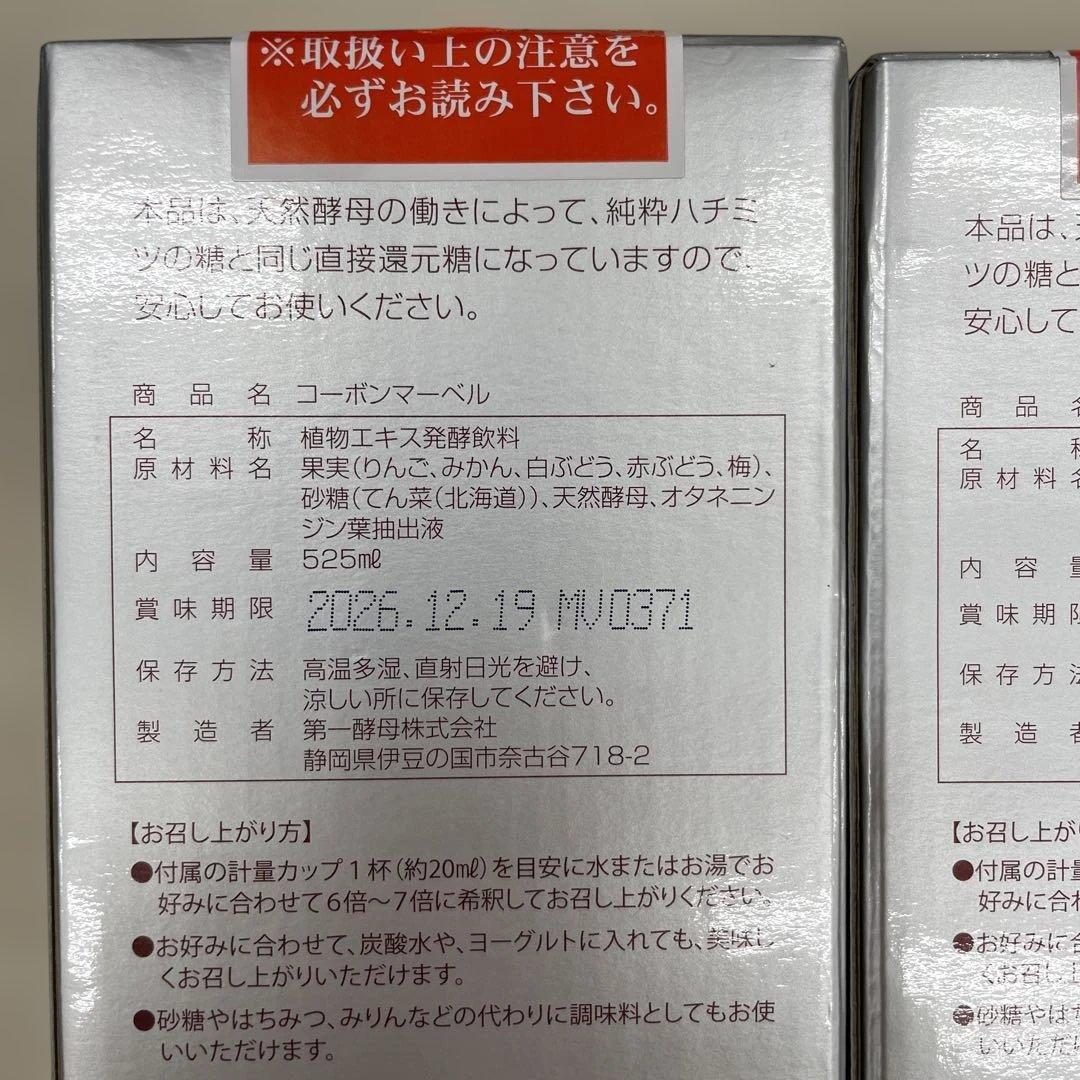 ※取扱い上の注意を
必ずお読み下さい。
本品は、天然酵母の働きによって、純粋ハチミ
ツの糖と同じ直接還元糖になっていますので、
安心してお使いください。
商品名 コーボンマーベル
名称 植物エキス発酵飲料
原材料名 果実（りんご、みかん、白ぶどう、赤ぶどう、梅）、
砂糖（てん菜（北海道））、天然酵母、オタネニン
ジン葉抽出液
内容量 525㎖
賞味期限 2026.12.19 MV0371
保存方法 高温多湿、直射日光を避け、
涼しい所に保存してください。
製造者 第一酵母株式会社
静岡県伊豆の国市奈古谷718-2
【お召し上がり方】
●付属の計量カップ1杯（約20㎖）を目安に水またはお湯でお
好みに合わせて6倍〜7倍に希釈してお召し上がりください。
●お好みに合わせて、炭酸水や、ヨーグルトに入れても、美味し
くお召し上がりいただけます。
●砂糖やはちみつ、みりんなどの代わりに調味料としてもお使
いいただけます。
本品は、
ツの糖と
安心して
商品名
名
原材料
内容量
賞味期
保存方
製造
【お召し上が
●付属の計
好みに合
●お好みに
くお召し
●砂糖やは
いいただ